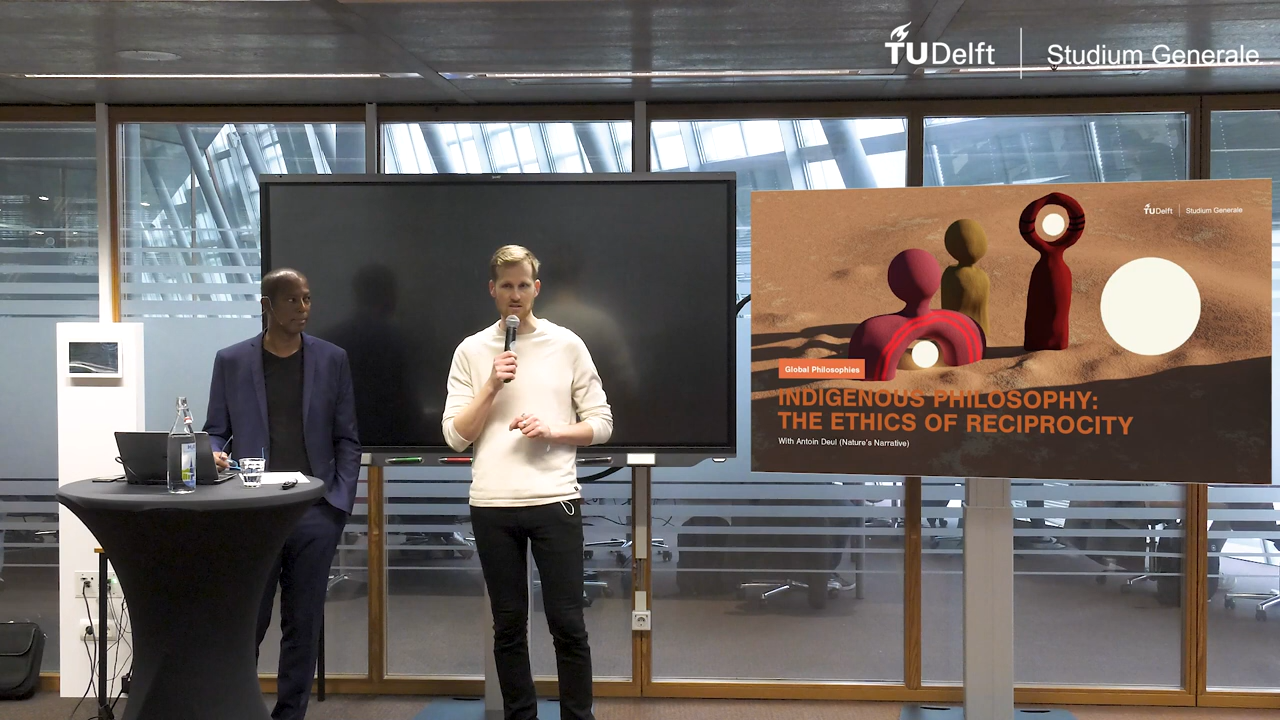 TUDelft
Studium Generale
TUDelft
Studium Generale
Global Philosophies
INDIGENOUS PHILOSOPHY:
THE ETHICS OF RECIPROCITY
With Antoin Deul (Nature's Narrative)